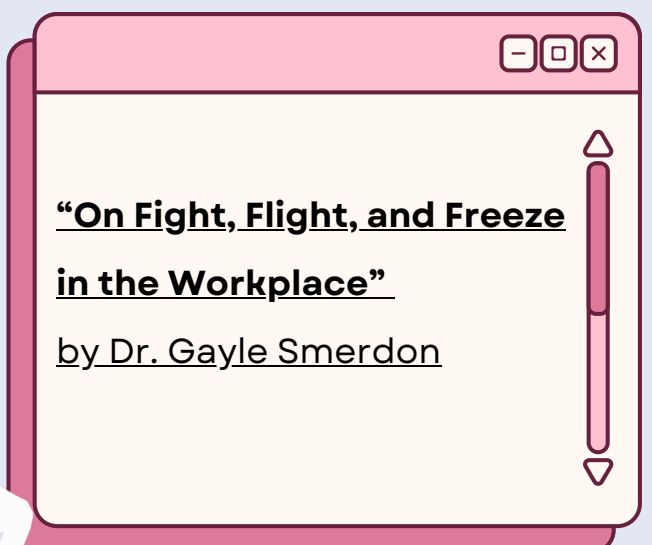 “On Fight, Flight, and Freeze
in the Workplace”
by Dr. Gayle Smerdon